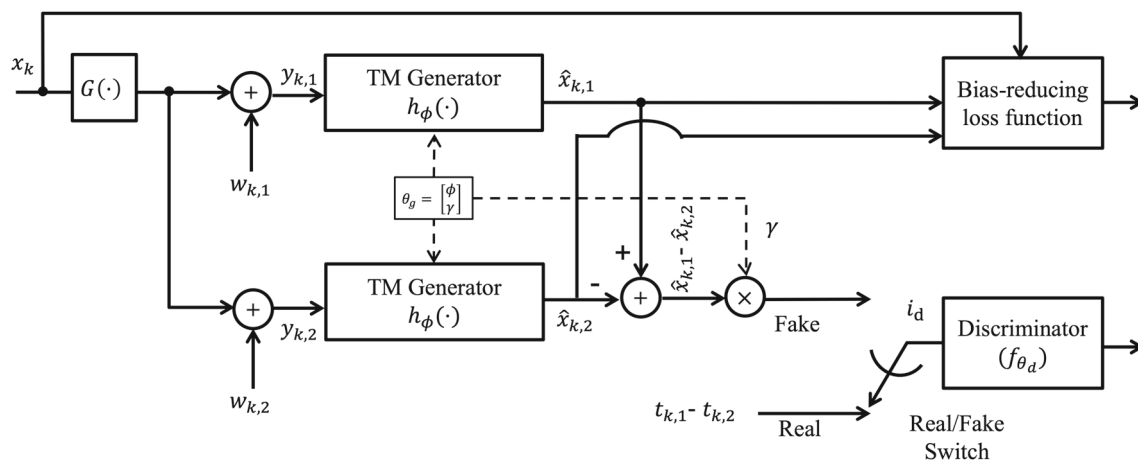 x_k
G(·)
+
w_{k,1}
y_{k,1}
TM Generator
h_ϕ(·)
x̂_{k,1}
Bias-reducing
loss function
θ_g = [ϕ
γ]
+
w_{k,2}
y_{k,2}
TM Generator
h_ϕ(·)
x̂_{k,2}
+
-
+
x̂_{k,1}- x̂_{k,2}
×
γ
Fake
i_d
Discriminator
(f_{θ_d})
t_{k,1}- t_{k,2}
Real
Real/Fake
Switch